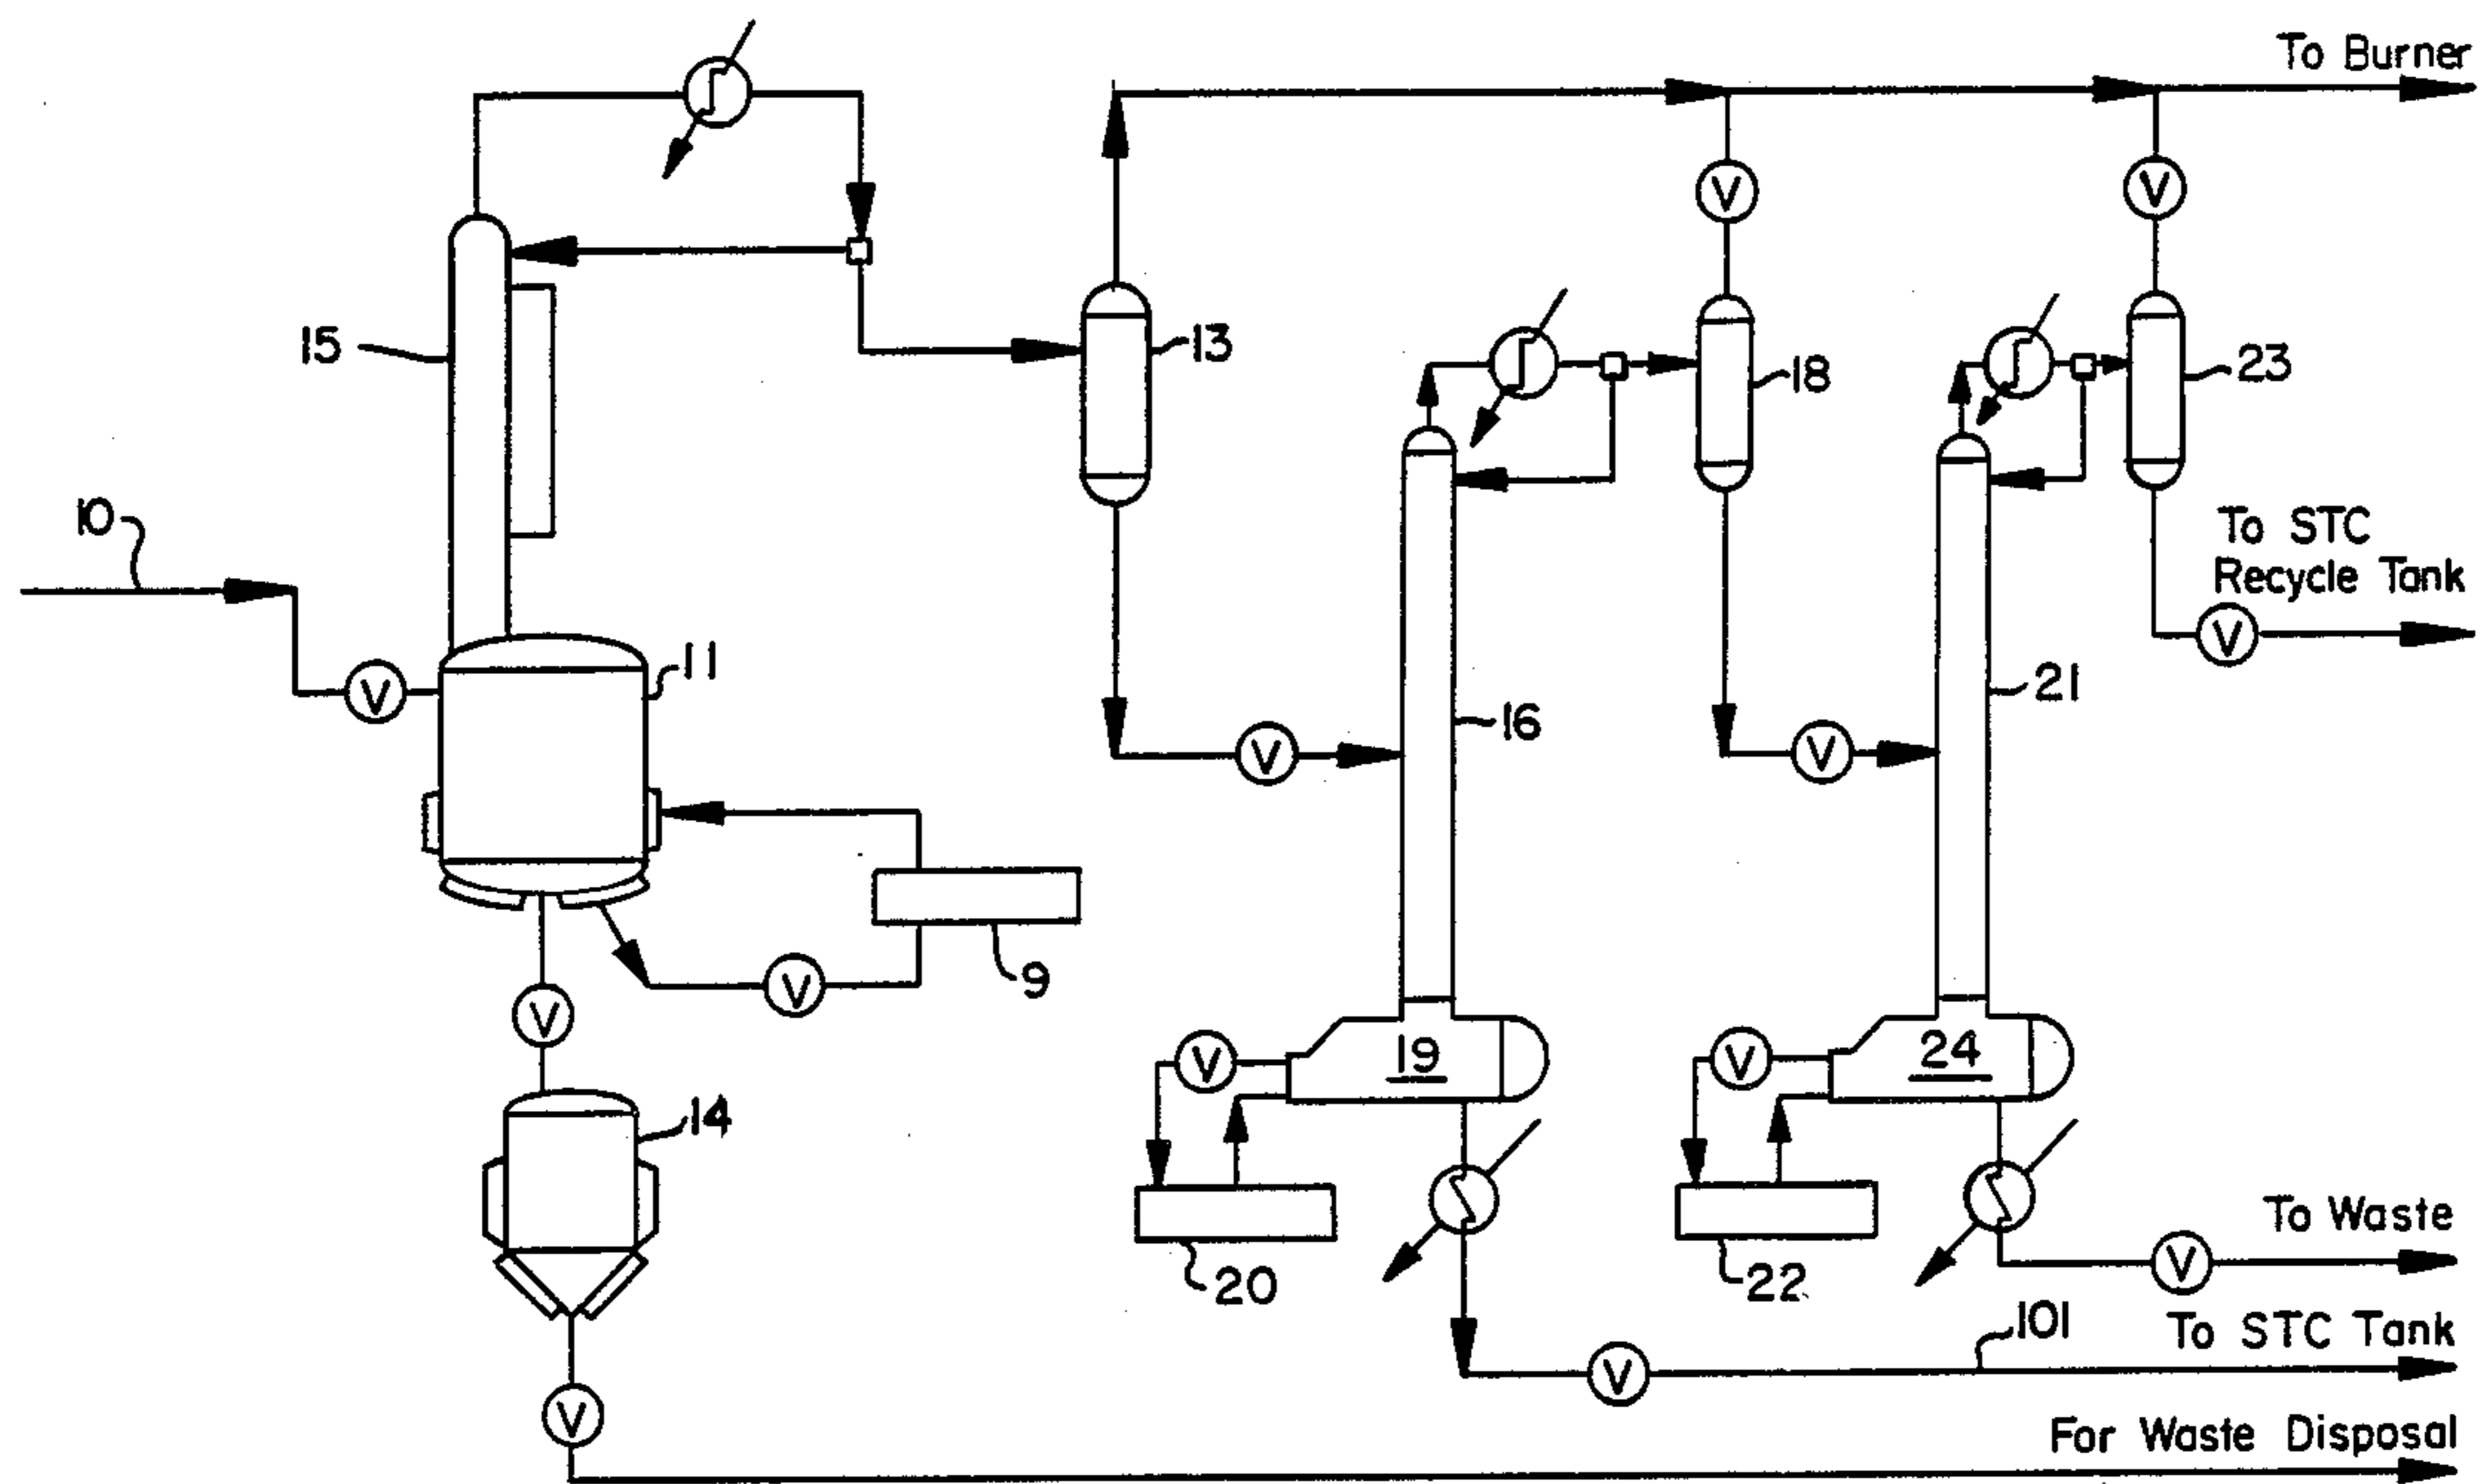 To Burner
V
V
15
13
18
23
10
To STC
Recycle Tank
V
11
21
V
16
V
V
9
V
V
19
V
24
V
14
20
22
To Waste
V
101
To STC Tank
V
V
For Waste Disposal